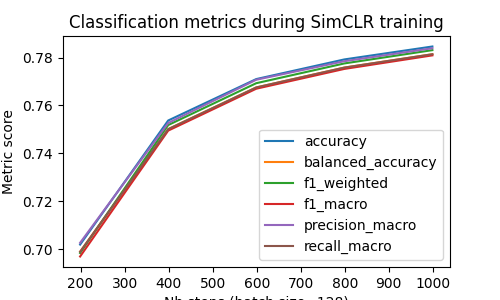 Classification metrics during SimCLR training
Metric score
0.78
0.76
0.74
0.72
0.70
accuracy
balanced_accuracy
f1_weighted
f1_macro
precision_macro
recall_macro
200 300 400 500 600 700 800 900 1000